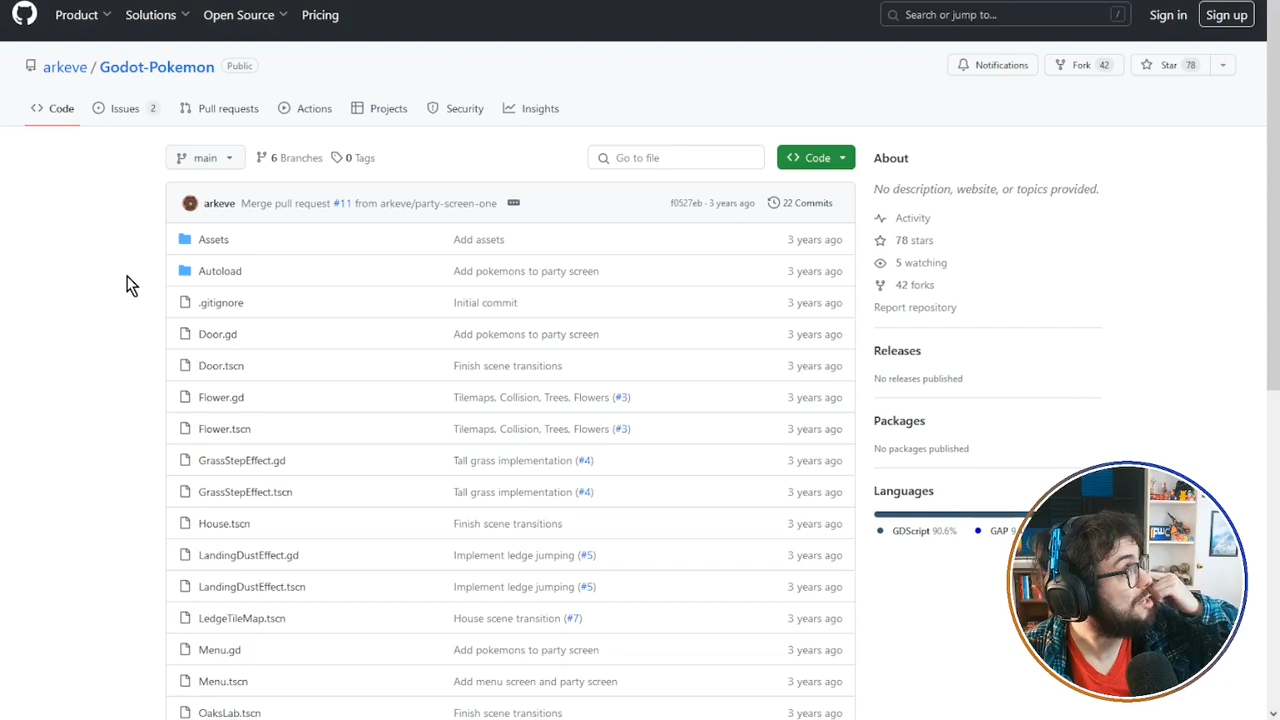 Product Solutions Open Source Pricing Search or jump to... / Sign in Sign up
arkeve / Godot-Pokemon Public Notifications Fork 42 Star 78
Code Issues 2 Pull requests Actions Projects Security Insights
main 6 Branches 0 Tags Go to file Code
arkeve Merge pull request #11 from arkeve/party-screen-one f0527eb · 3 years ago 22 Commits
Assets Add assets 3 years ago
Autoload Add pokemons to party screen 3 years ago
.gitignore Initial commit 3 years ago
Door.gd Add pokemons to party screen 3 years ago
Door.tscn Finish scene transitions 3 years ago
Flower.gd Tilemaps, Collision, Trees, Flowers (#3) 3 years ago
Flower.tscn Tilemaps, Collision, Trees, Flowers (#3) 3 years ago
GrassStepEffect.gd Tall grass implementation (#4) 3 years ago
GrassStepEffect.tscn Tall grass implementation (#4) 3 years ago
House.tscn Finish scene transitions 3 years ago
LandingDustEffect.gd Implement ledge jumping (#5) 3 years ago
LandingDustEffect.tscn Implement ledge jumping (#5) 3 years ago
LedgeTileMap.tscn House scene transition (#7) 3 years ago
Menu.gd Add pokemons to party screen 3 years ago
Menu.tscn Add menu screen and party screen 3 years ago
OaksLab.tscn Finish scene transitions 3 years ago
About
No description, website, or topics provided.
Activity
78 stars
5 watching
42 forks
Report repository
Releases
No releases published
Packages
No packages published
Languages
GDScript 90.6% GAP